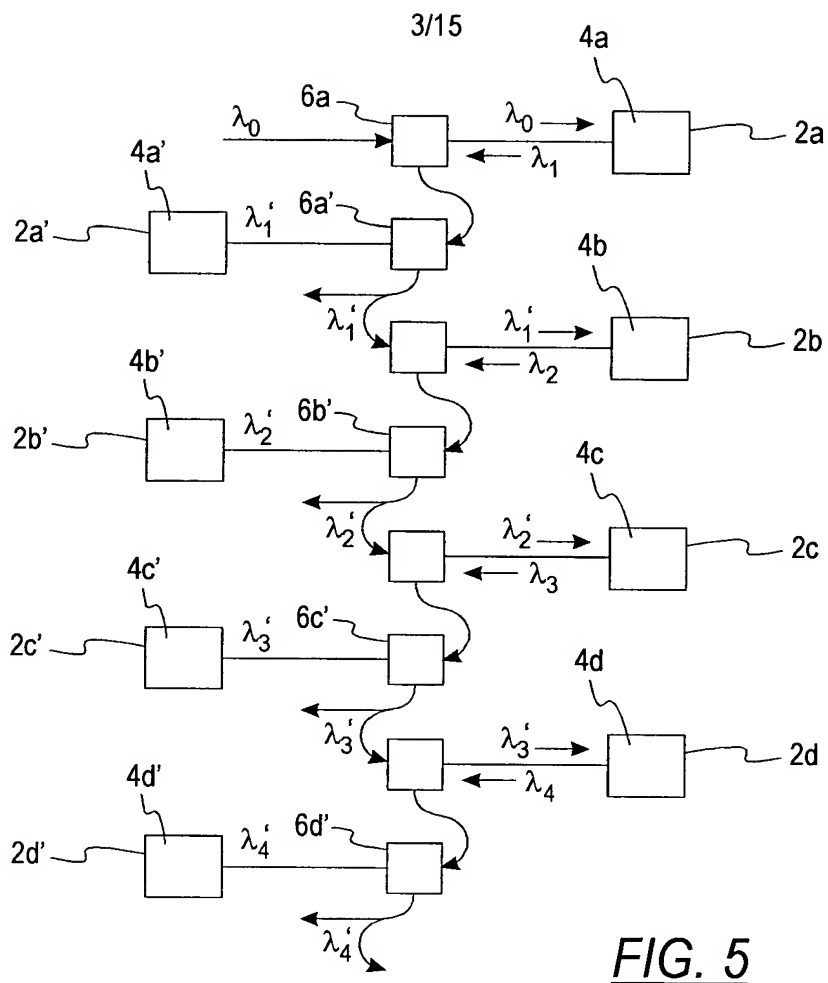 3/15
4a
6a
λ0
λ0
2a
λ1
4a'
6a'
2a'
λ1'
4b
λ1'
λ1'
2b
λ2
4b'
6b'
2b'
λ2'
4c
λ2'
λ2'
2c
λ3
4c'
6c'
2c'
λ3'
4d
λ3'
λ3'
2d
λ4
4d'
6d'
2d'
λ4'
λ4'
FIG. 5